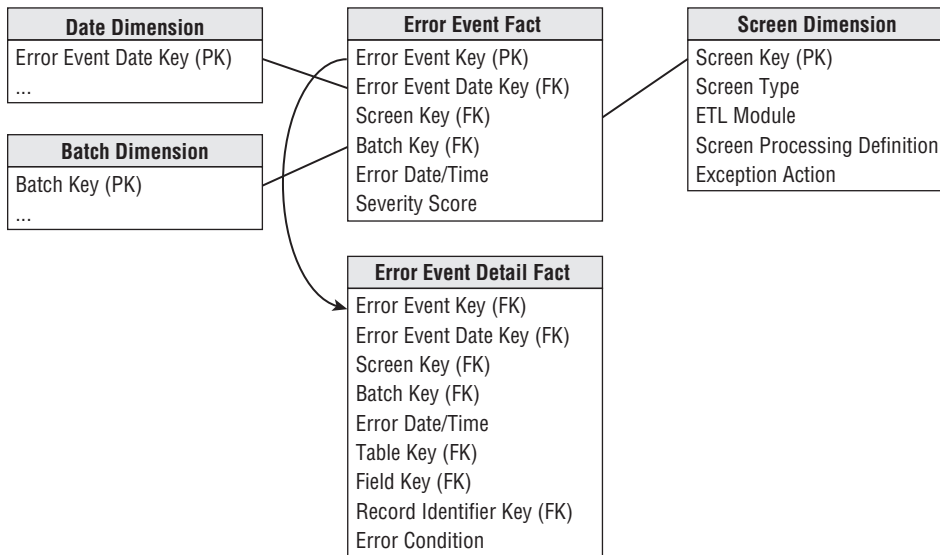 Date Dimension
Error Event Date Key (PK)
...
Batch Dimension
Batch Key (PK)
...
Error Event Fact
Error Event Key (PK)
Error Event Date Key (FK)
Screen Key (FK)
Batch Key (FK)
Error Date/Time
Severity Score
Screen Dimension
Screen Key (PK)
Screen Type
ETL Module
Screen Processing Definition
Exception Action
Error Event Detail Fact
Error Event Key (FK)
Error Event Date Key (FK)
Screen Key (FK)
Batch Key (FK)
Error Date/Time
Table Key (FK)
Field Key (FK)
Record Identifier Key (FK)
Error Condition